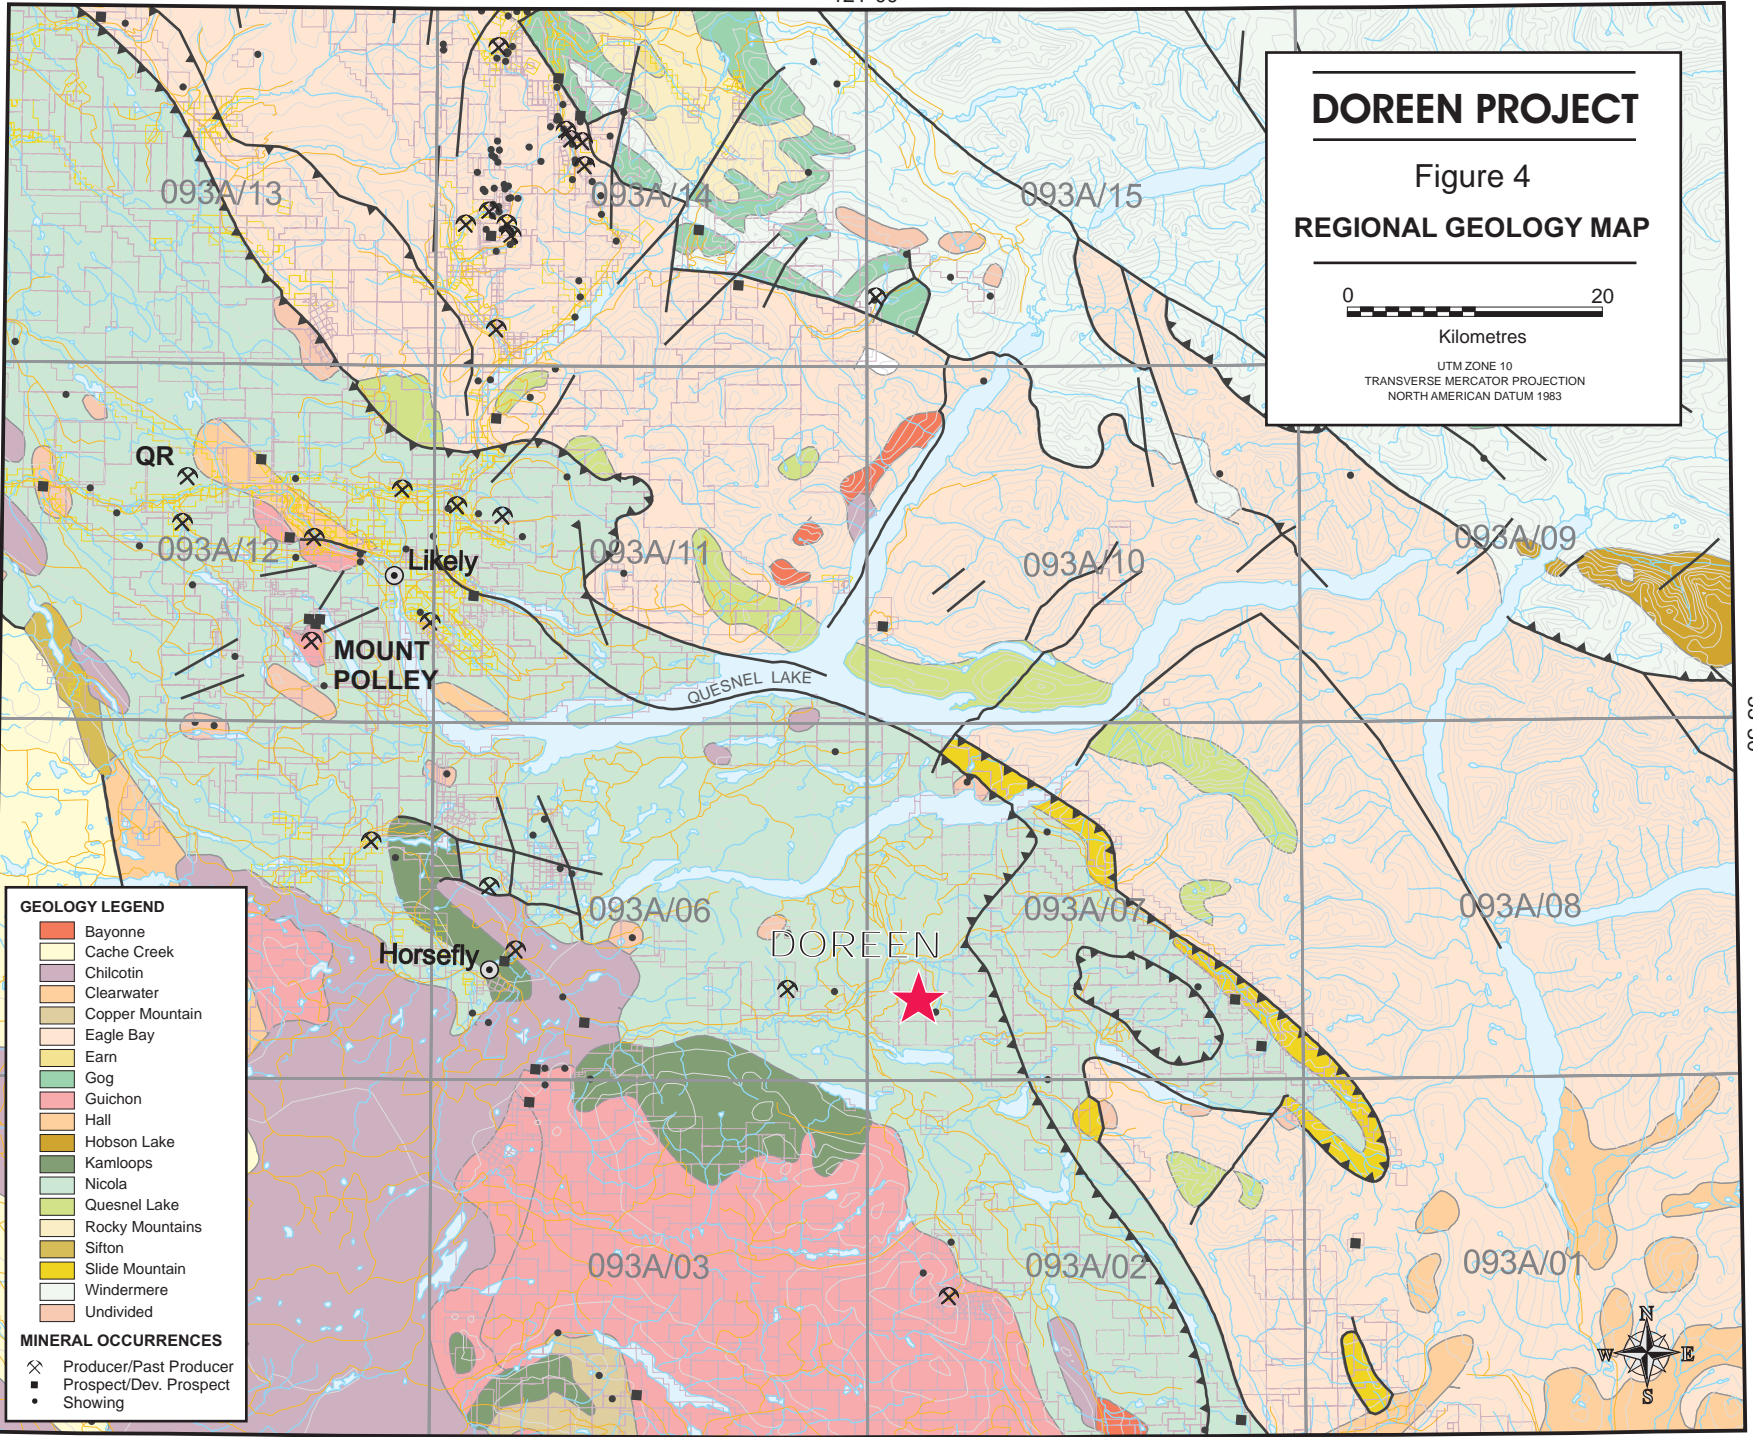 DOREEN PROJECT
Figure 4
REGIONAL GEOLOGY MAP
0 20
Kilometres
UTM ZONE 10
TRANSVERSE MERCATOR PROJECTION
NORTH AMERICAN DATUM 1983
093A/13
093A/14
093A/15
QR
093A/12
Likely
093A/11
093A/10
093A/09
MOUNT
POLLEY
QUESNEL LAKE
093A/06
093A/07
093A/08
DOREEN
Horsefly
093A/03
093A/02
093A/01
GEOLOGY LEGEND
Bayonne
Cache Creek
Chilcotin
Clearwater
Copper Mountain
Eagle Bay
Earn
Gog
Guichon
Hall
Hobson Lake
Kamloops
Nicola
Quesnel Lake
Rocky Mountains
Sifton
Slide Mountain
Windermere
Undivided
MINERAL OCCURRENCES
Producer/Past Producer
Prospect/Dev. Prospect
Showing
N
W E
S